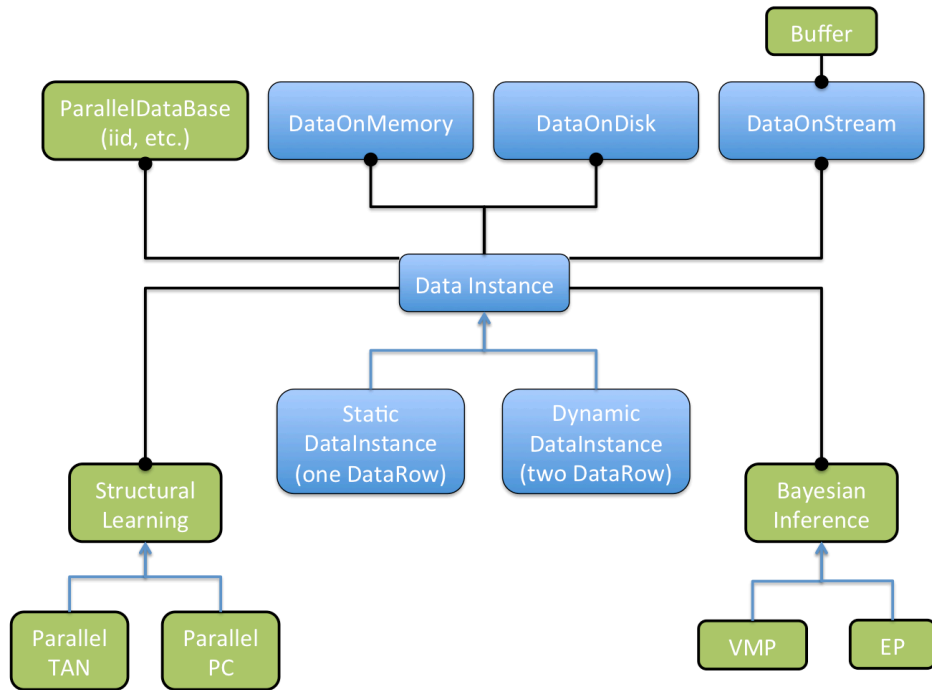 Buffer
ParallelDataBase
(iid, etc.)
DataOnMemory
DataOnDisk
DataOnStream
Data Instance
Static
DataInstance
(one DataRow)
Dynamic
DataInstance
(two DataRow)
Structural
Learning
Bayesian
Inference
Parallel
TAN
Parallel
PC
VMP
EP